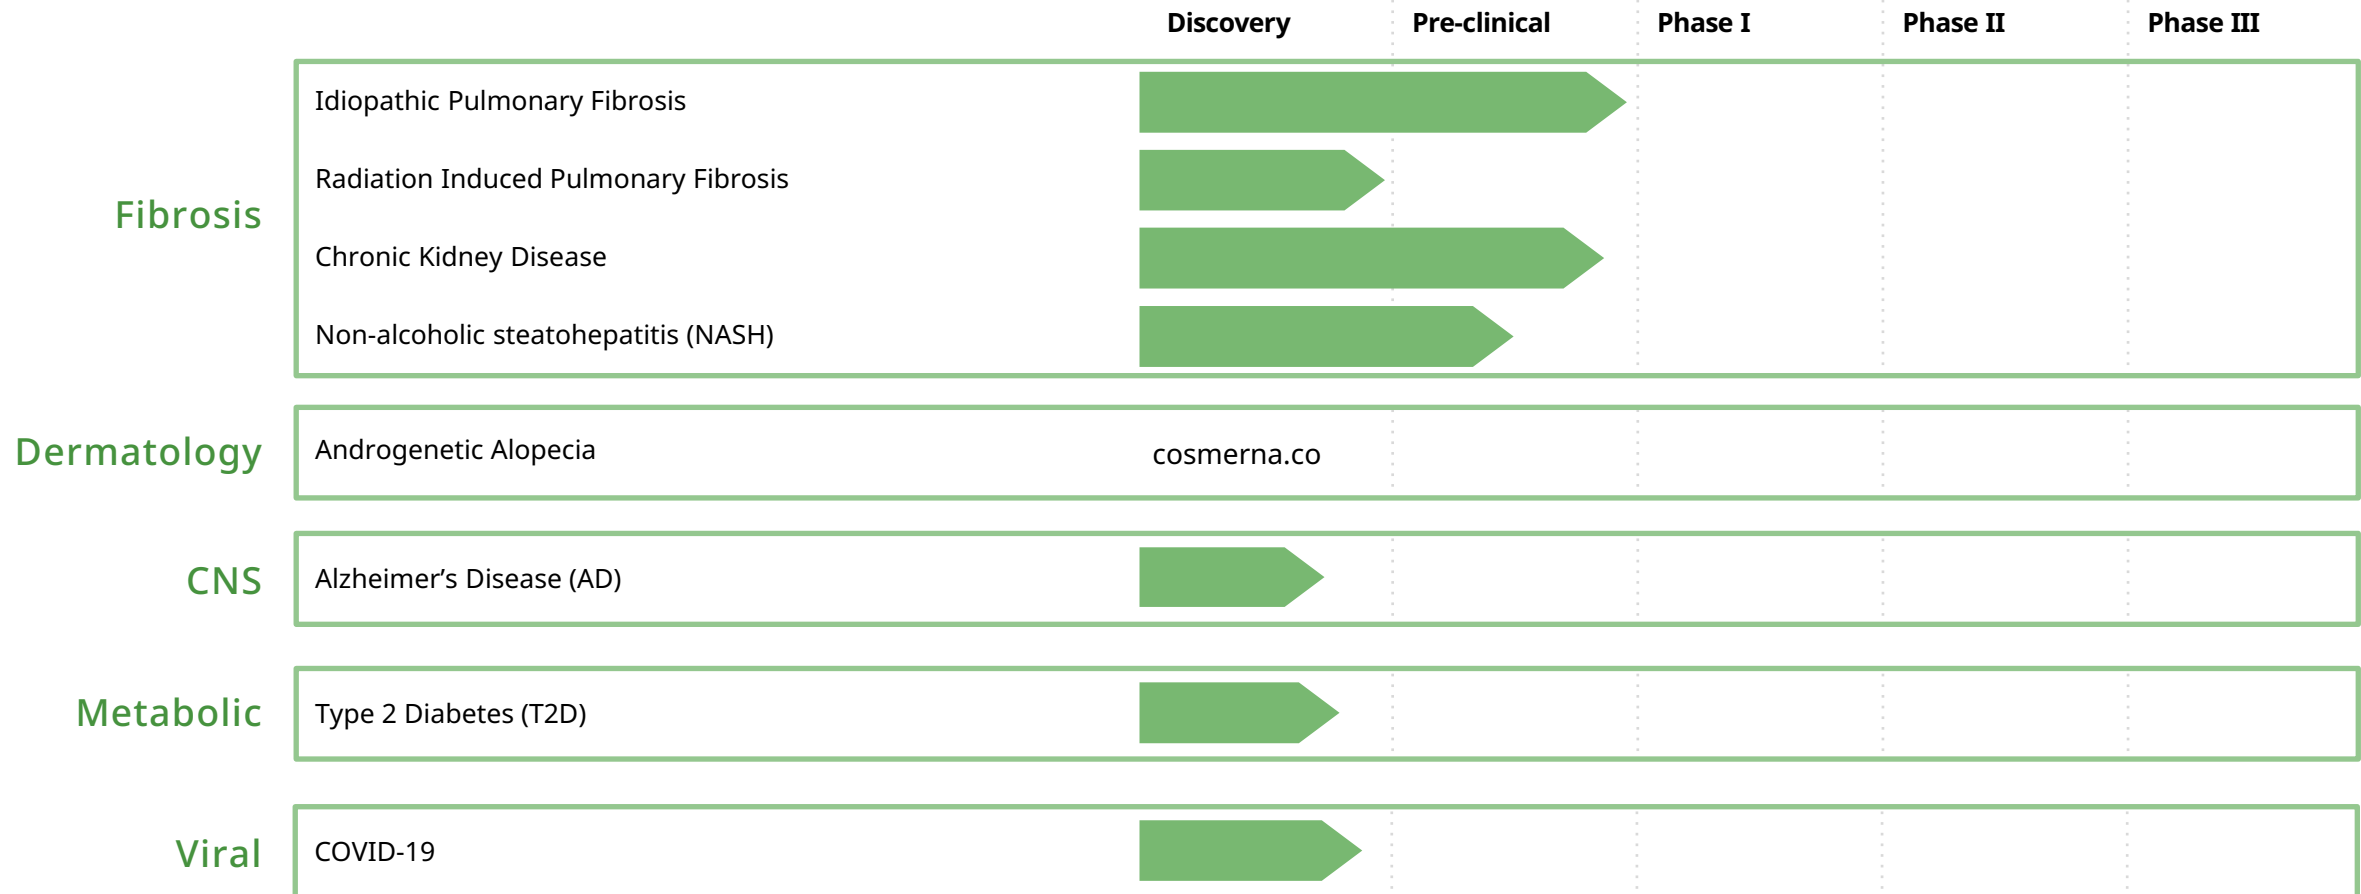 Discovery Pre-clinical Phase I Phase II Phase III
Fibrosis
Idiopathic Pulmonary Fibrosis
Radiation Induced Pulmonary Fibrosis
Chronic Kidney Disease
Non-alcoholic steatohepatitis (NASH)
Dermatology
Androgenetic Alopecia cosmerna.co
CNS
Alzheimer’s Disease (AD)
Metabolic
Type 2 Diabetes (T2D)
Viral
COVID-19